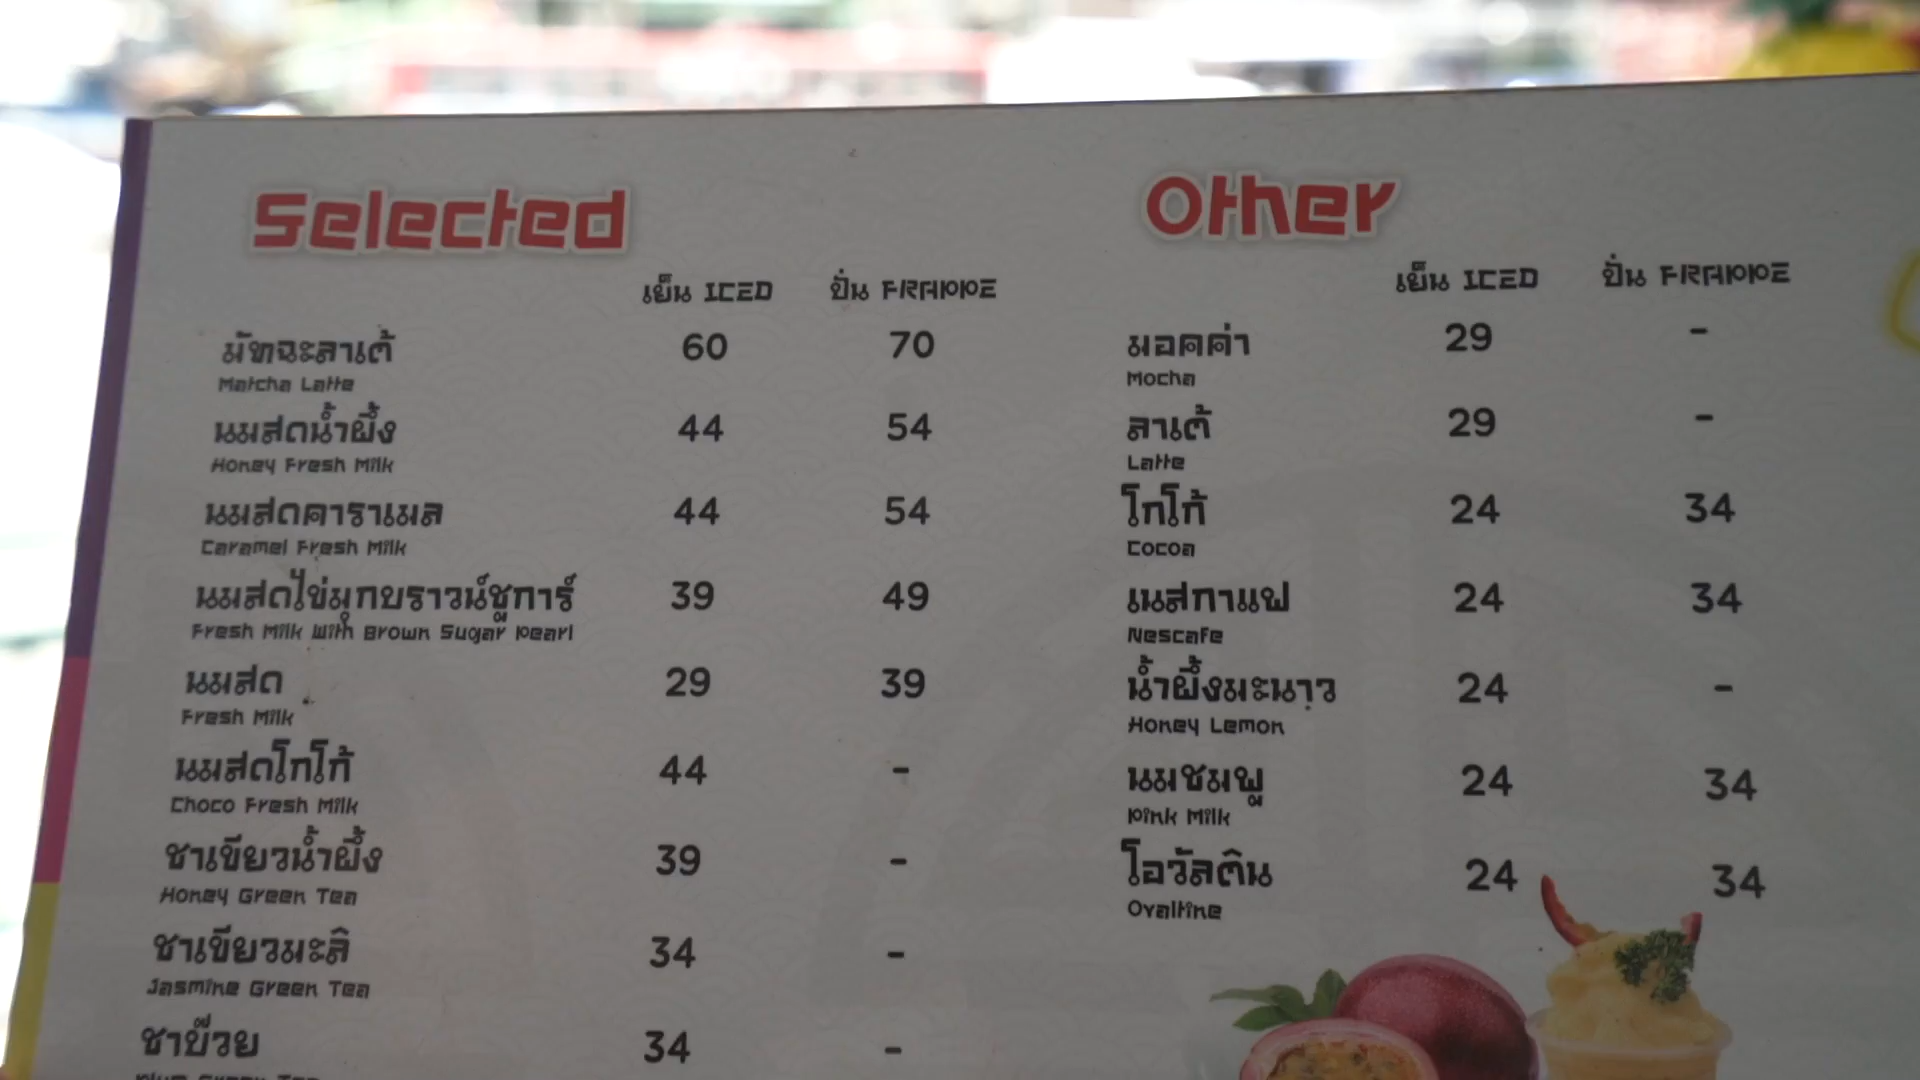 Selected
เย็น ICED ปั่น FRAPPE
มัทฉะลาเต้ 60 70
Matcha Latte
นมสดน้ำผึ้ง 44 54
Honey Fresh Milk
นมสดคาราเมล 44 54
Caramel Fresh Milk
นมสดไข่มุกบราวน์ชูการ์ 39 49
Fresh Milk With Brown Sugar Pearl
นมสด 29 39
Fresh Milk
นมสดโกโก้ 44 -
Choco Fresh Milk
ชาเขียวน้ำผึ้ง 39 -
Honey Green Tea
ชาเขียวมะลิ 34 -
Jasmine Green Tea
ชาบ๊วย 34 -
Plum Green Tea
Other
เย็น ICED ปั่น FRAPPE
มอคค่า 29 -
Mocha
ลาเต้ 29 -
Latte
โกโก้ 24 34
Cocoa
เนสกาแฟ 24 34
Nescafe
น้ำผึ้งมะนาว 24 -
Honey Lemon
นมชมพู 24 34
Pink Milk
โอวัลติน 24 34
Ovaltine